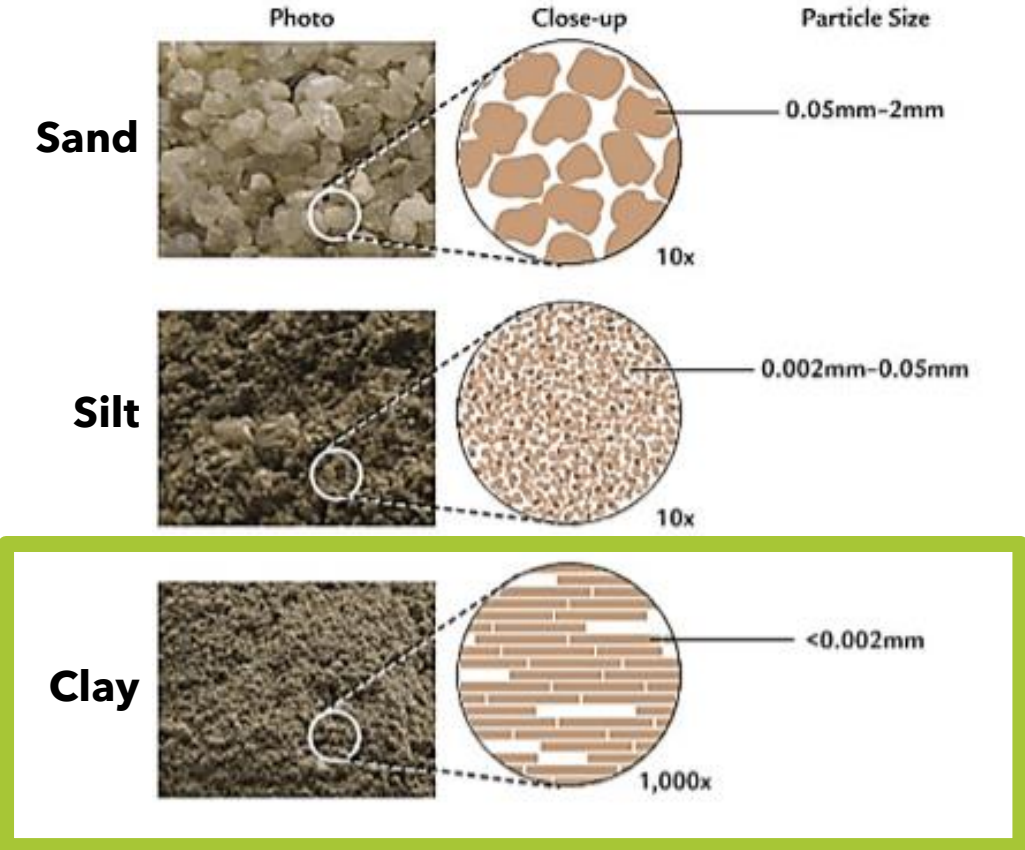 Photo Close-up Particle Size
Sand
0.05mm–2mm
10x
Silt
0.002mm–0.05mm
10x
Clay
<0.002mm
1,000x